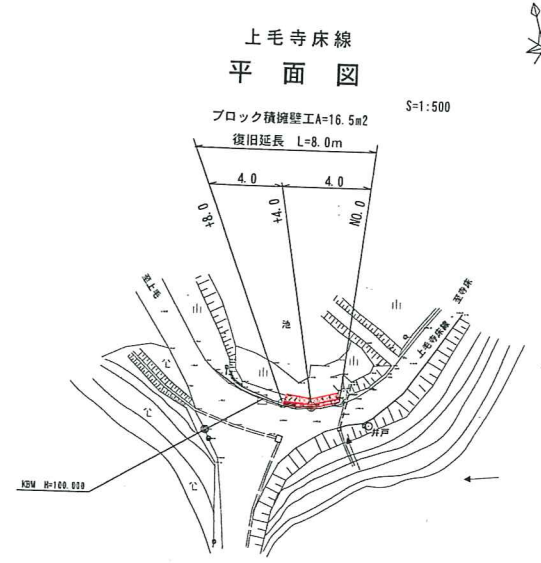 上毛寺床線
平面図
S=1:500
ブロック積擁壁工A=16.5m2
復旧延長 L=8.0m
4.0
4.0
+8.0
+4.0
NO.0
至上毛
池
至寺床
上毛寺床線
井戸
KBM H=100.000